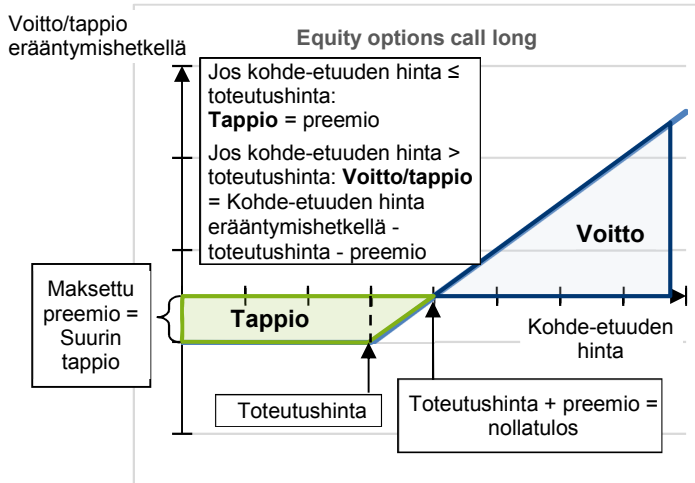 Voitto/tappio
erääntymishetkellä
Equity options call long
Jos kohde-etuuden hinta ≤
toteutushinta:
Tappio = preemio
Jos kohde-etuuden hinta >
toteutushinta: Voitto/tappio
= Kohde-etuuden hinta
erääntymishetkellä -
toteutushinta - preemio
Voitto
Maksettu
preemio =
Suurin
tappio
Tappio
Kohde-etuuden
hinta
Toteutushinta
Toteutushinta + preemio =
nollatulos